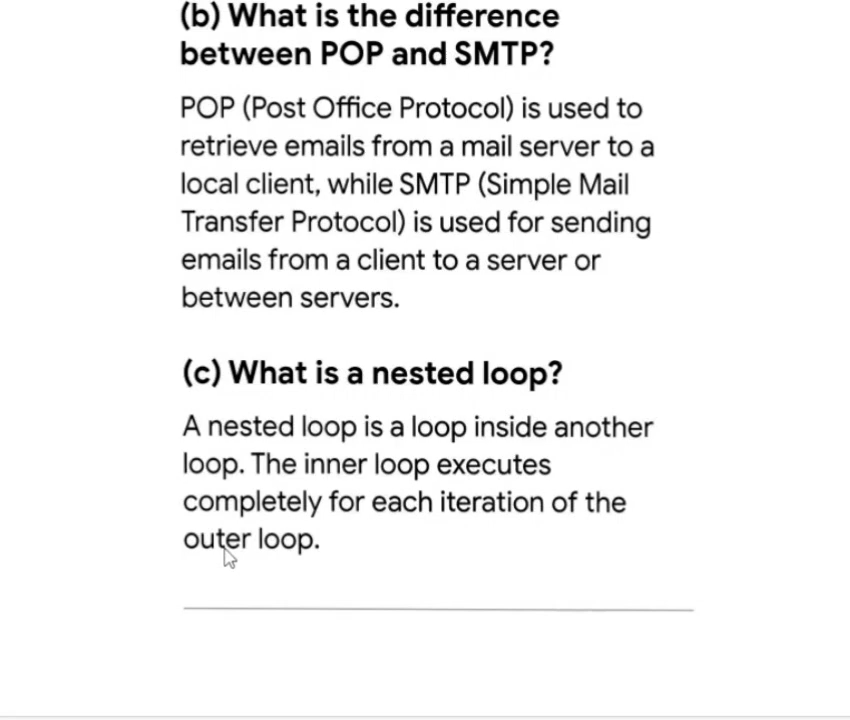 (b) What is the difference
between POP and SMTP?
POP (Post Office Protocol) is used to
retrieve emails from a mail server to a
local client, while SMTP (Simple Mail
Transfer Protocol) is used for sending
emails from a client to a server or
between servers.
(c) What is a nested loop?
A nested loop is a loop inside another
loop. The inner loop executes
completely for each iteration of the
outer loop.